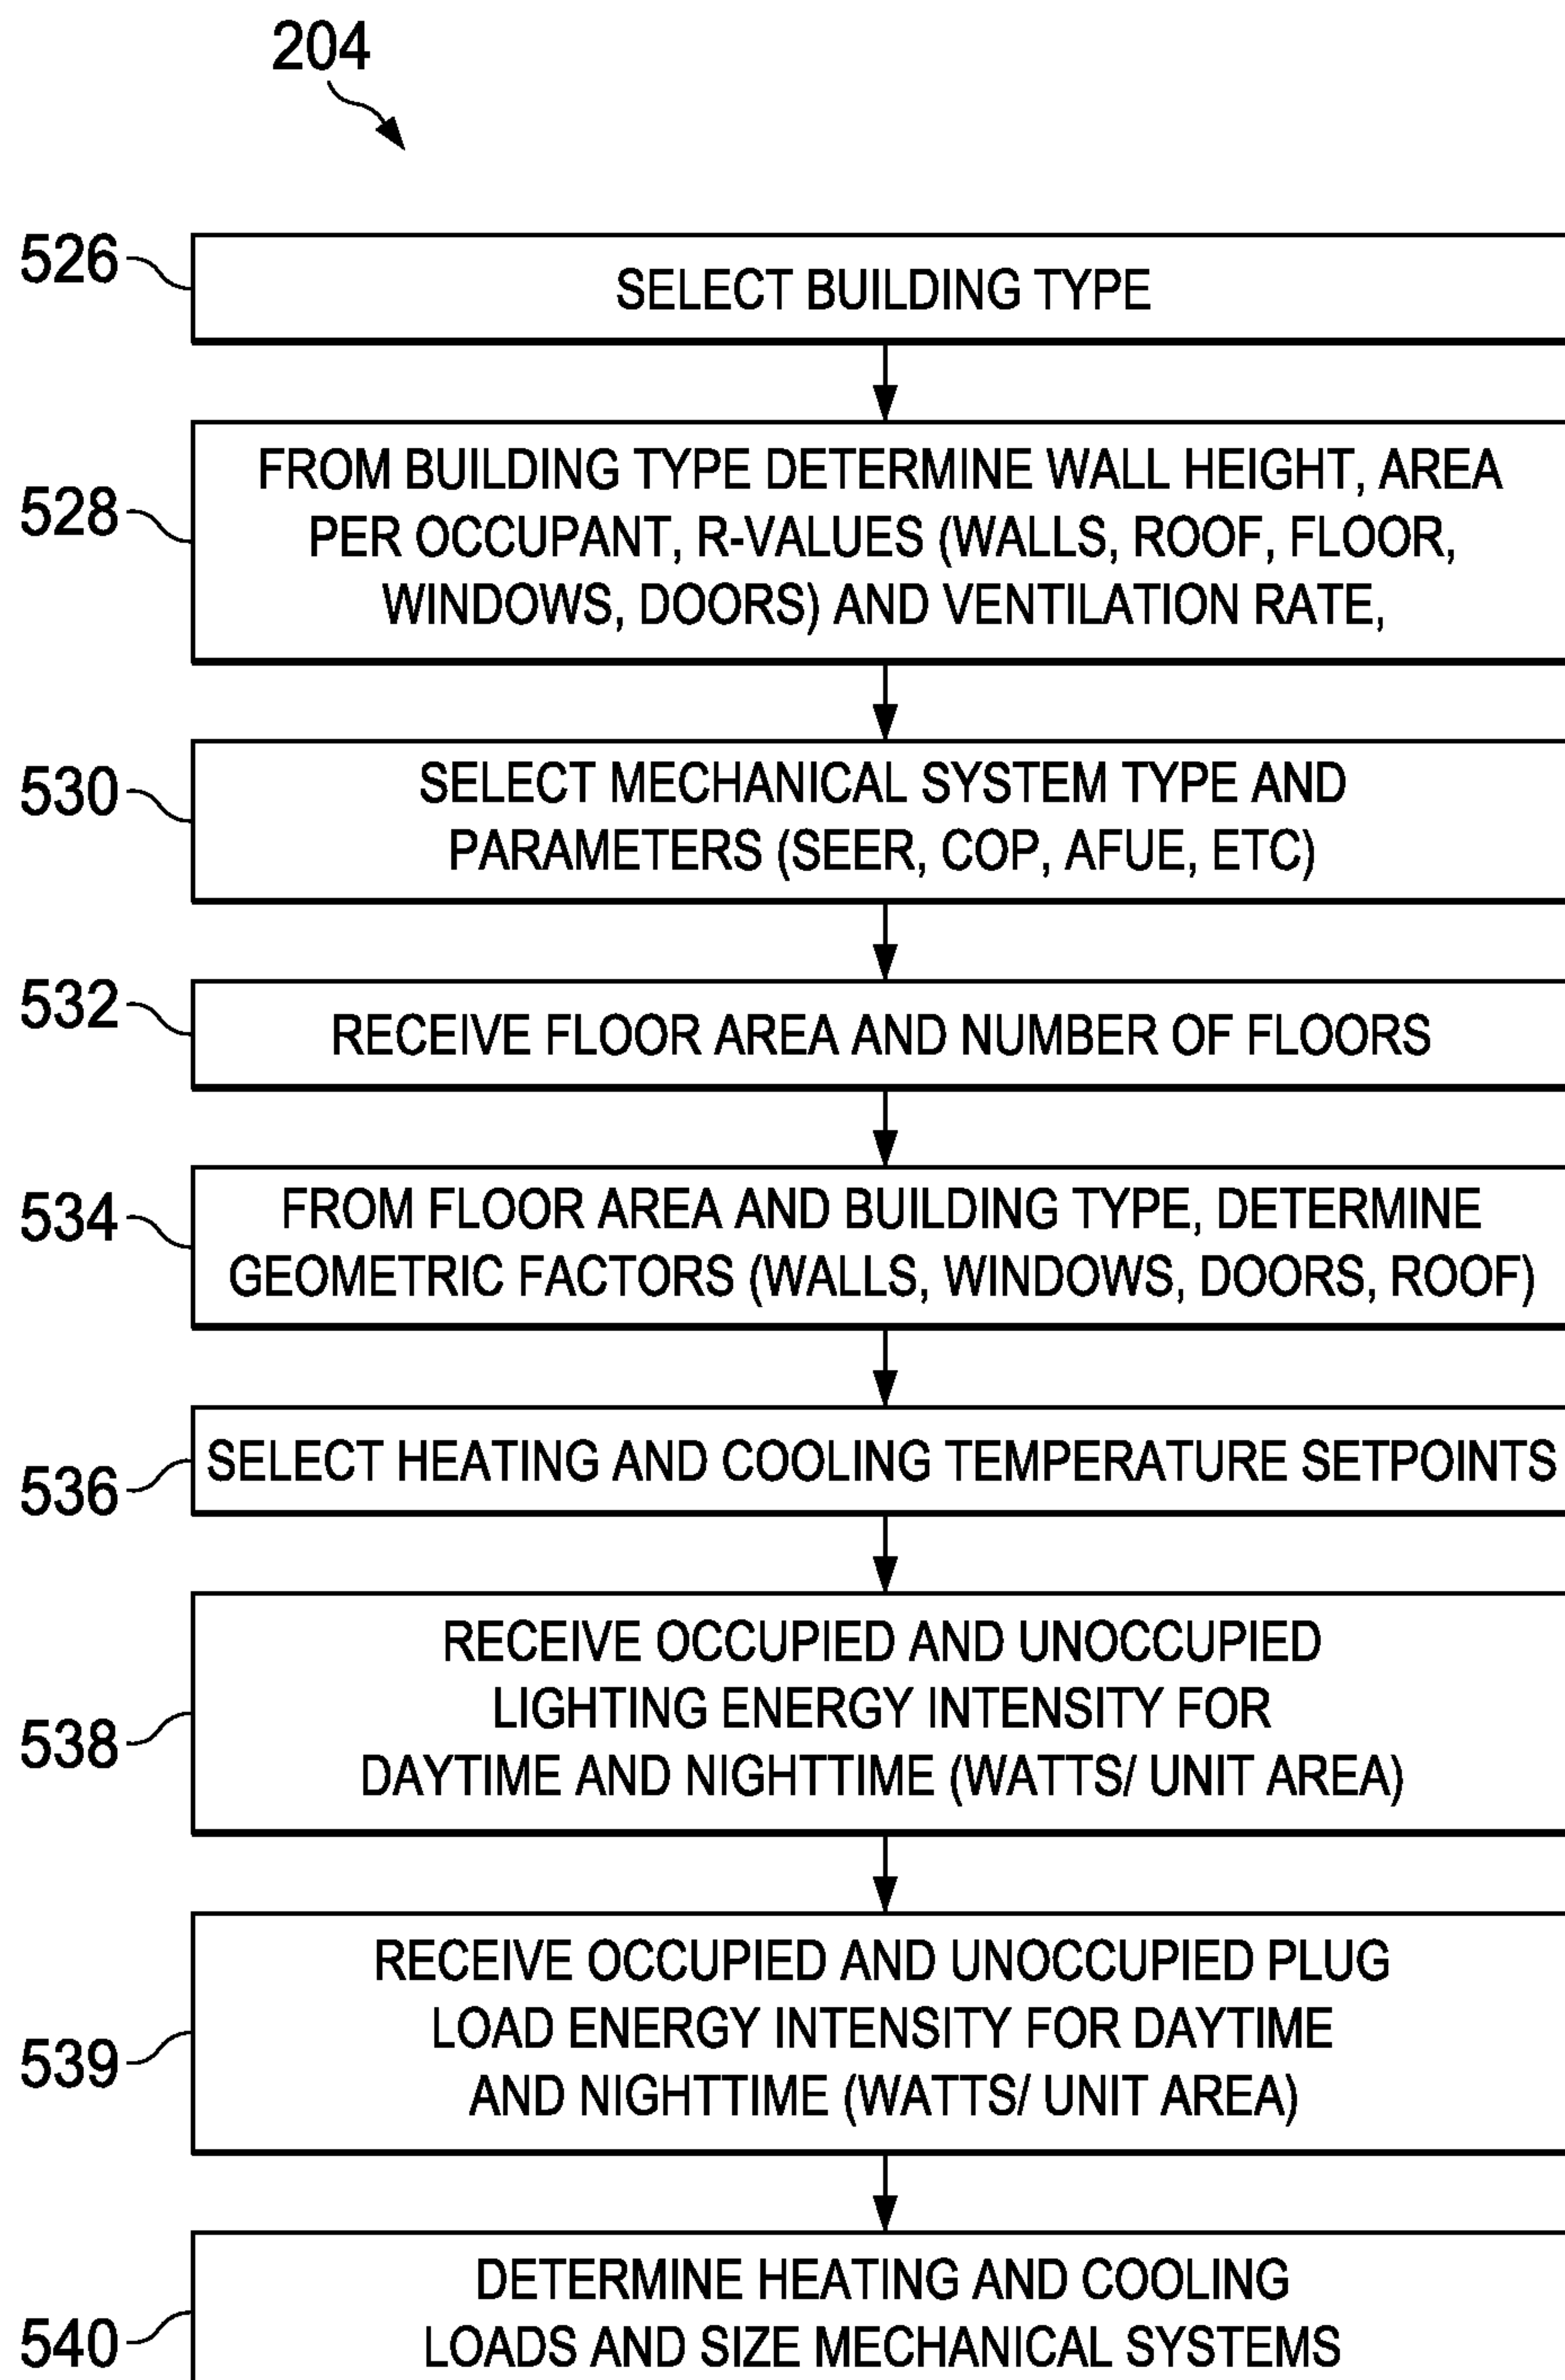 204
526
SELECT BUILDING TYPE
528
FROM BUILDING TYPE DETERMINE WALL HEIGHT, AREA
PER OCCUPANT, R-VALUES (WALLS, ROOF, FLOOR,
WINDOWS, DOORS) AND VENTILATION RATE,
530
SELECT MECHANICAL SYSTEM TYPE AND
PARAMETERS (SEER, COP, AFUE, ETC)
532
RECEIVE FLOOR AREA AND NUMBER OF FLOORS
534
FROM FLOOR AREA AND BUILDING TYPE, DETERMINE
GEOMETRIC FACTORS (WALLS, WINDOWS, DOORS, ROOF)
536
SELECT HEATING AND COOLING TEMPERATURE SETPOINTS
538
RECEIVE OCCUPIED AND UNOCCUPIED
LIGHTING ENERGY INTENSITY FOR
DAYTIME AND NIGHTTIME (WATTS/ UNIT AREA)
539
RECEIVE OCCUPIED AND UNOCCUPIED PLUG
LOAD ENERGY INTENSITY FOR DAYTIME
AND NIGHTTIME (WATTS/ UNIT AREA)
540
DETERMINE HEATING AND COOLING
LOADS AND SIZE MECHANICAL SYSTEMS